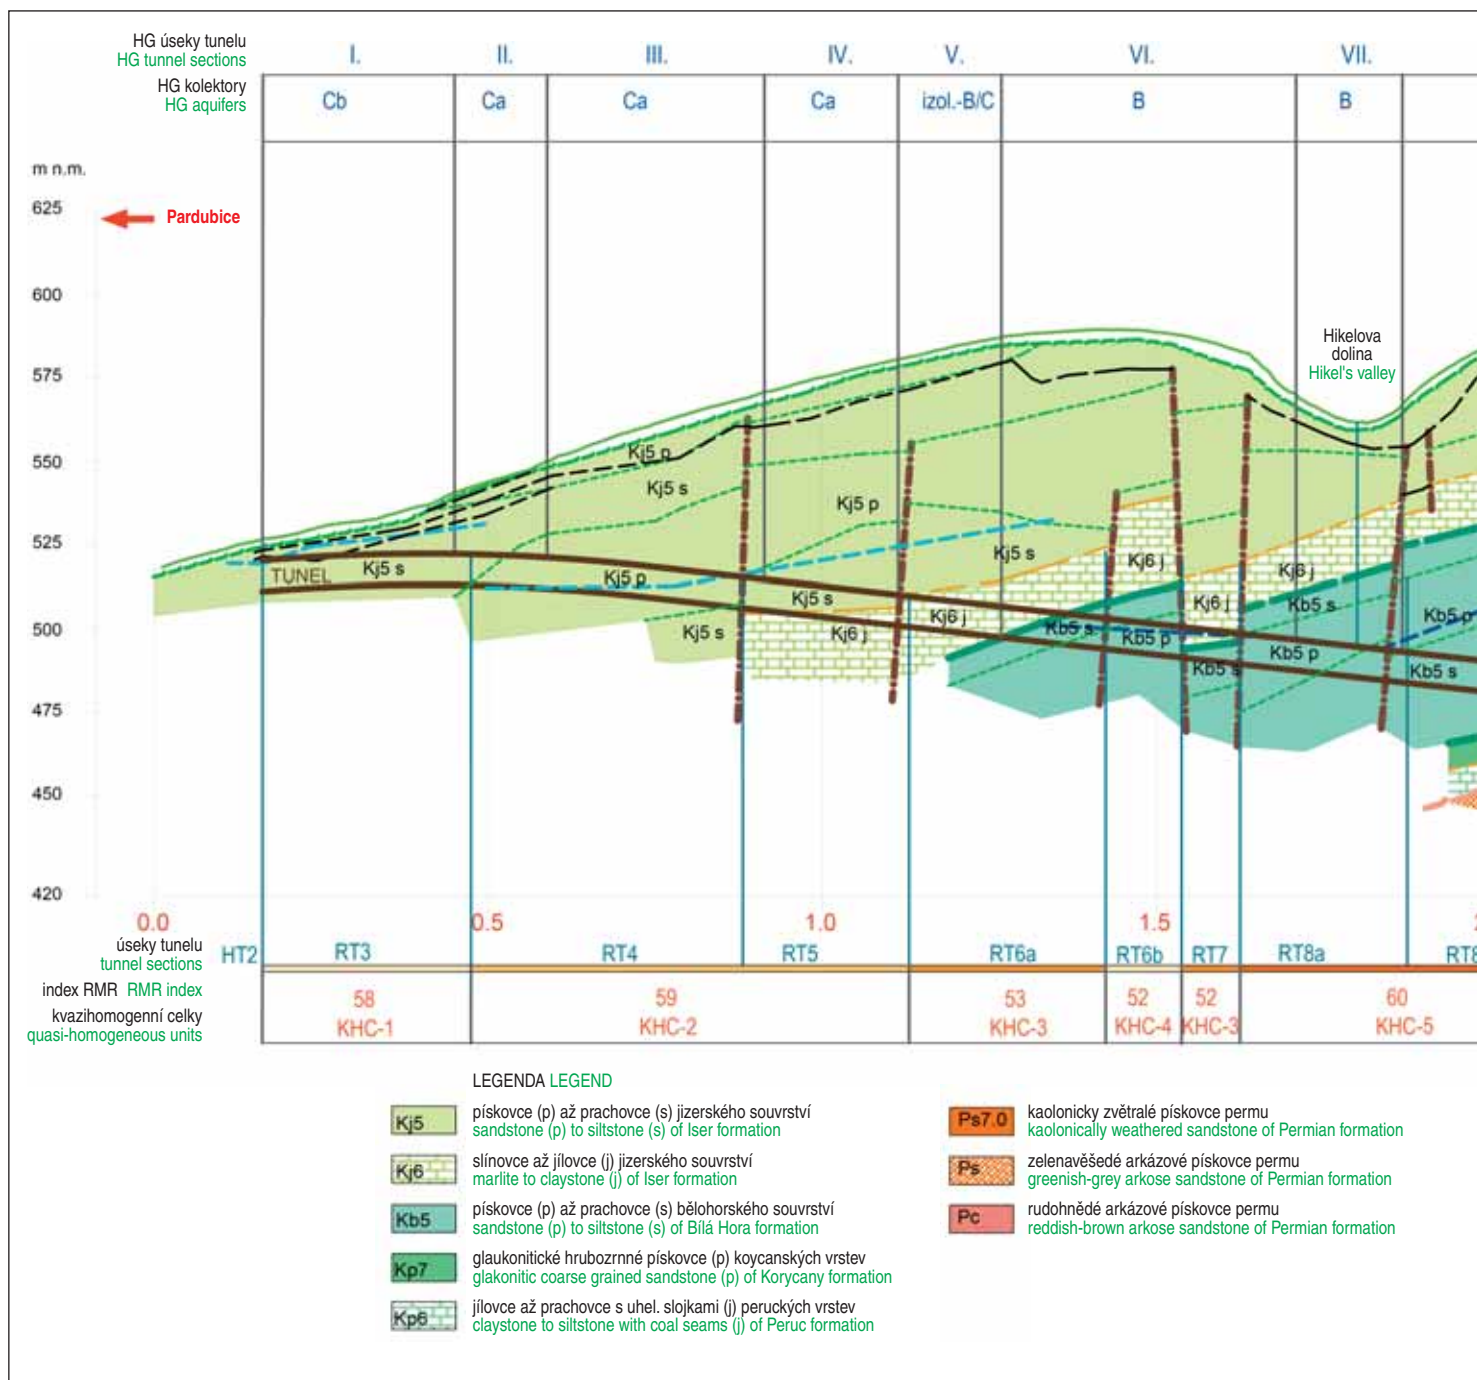 HG úseky tunelu
HG tunnel sections
I. II. III. IV. V. VI. VII.
HG kolektory
HG aquifers
Cb Ca Ca Ca izol.-B/C B B
m n.m.
625
Pardubice
600
575
550
525
500
475
450
420
Hikelova
dolina
Hikel's valley
Kj5 p
Kj5 s
Kj5 p
Kj5 s
Kj6 j
Kj6 j
TUNEL
Kj5 s
Kj5 p
Kj5 s
Kj5 s
Kj6 j
Kj6 j
Kj6 j
Kb5 s
Kb5 p
Kb5 s
Kb5 s
Kb5 p
Kb5 p
Kb5 s
0.0 0.5 1.0 1.5
úseky tunelu
tunnel sections
HT2 RT3 RT4 RT5 RT6a RT6b RT7 RT8a RT8
index RMR RMR index
58 59 53 52 52 60
kvazihomogenní celky
quasi-homogeneous units
KHC-1 KHC-2 KHC-3 KHC-4 KHC-3 KHC-5
LEGENDA LEGEND
Kj5
pískovce (p) až prachovce (s) jizerského souvrství
sandstone (p) to siltstone (s) of Iser formation
Kj6
slínovce až jílovce (j) jizerského souvrství
marlite to claystone (j) of Iser formation
Kb5
pískovce (p) až prachovce (s) bělohorského souvrství
sandstone (p) to siltstone (s) of Bílá Hora formation
Kp7
glaukonitické hrubozrnné pískovce (p) koycanských vrstev
glakonitic coarse grained sandstone (p) of Korycany formation
Kp6
jílovce až prachovce s uhel. slojkami (j) peruckých vrstev
claystone to siltstone with coal seams (j) of Peruc formation
Ps7.0
kaolonicky zvětralé pískovce permu
kaolonically weathered sandstone of Permian formation
Ps
zelenavěšedé arkázové pískovce permu
greenish-grey arkose sandstone of Permian formation
Pc
rudohnědé arkázové pískovce permu
reddish-brown arkose sandstone of Permian formation